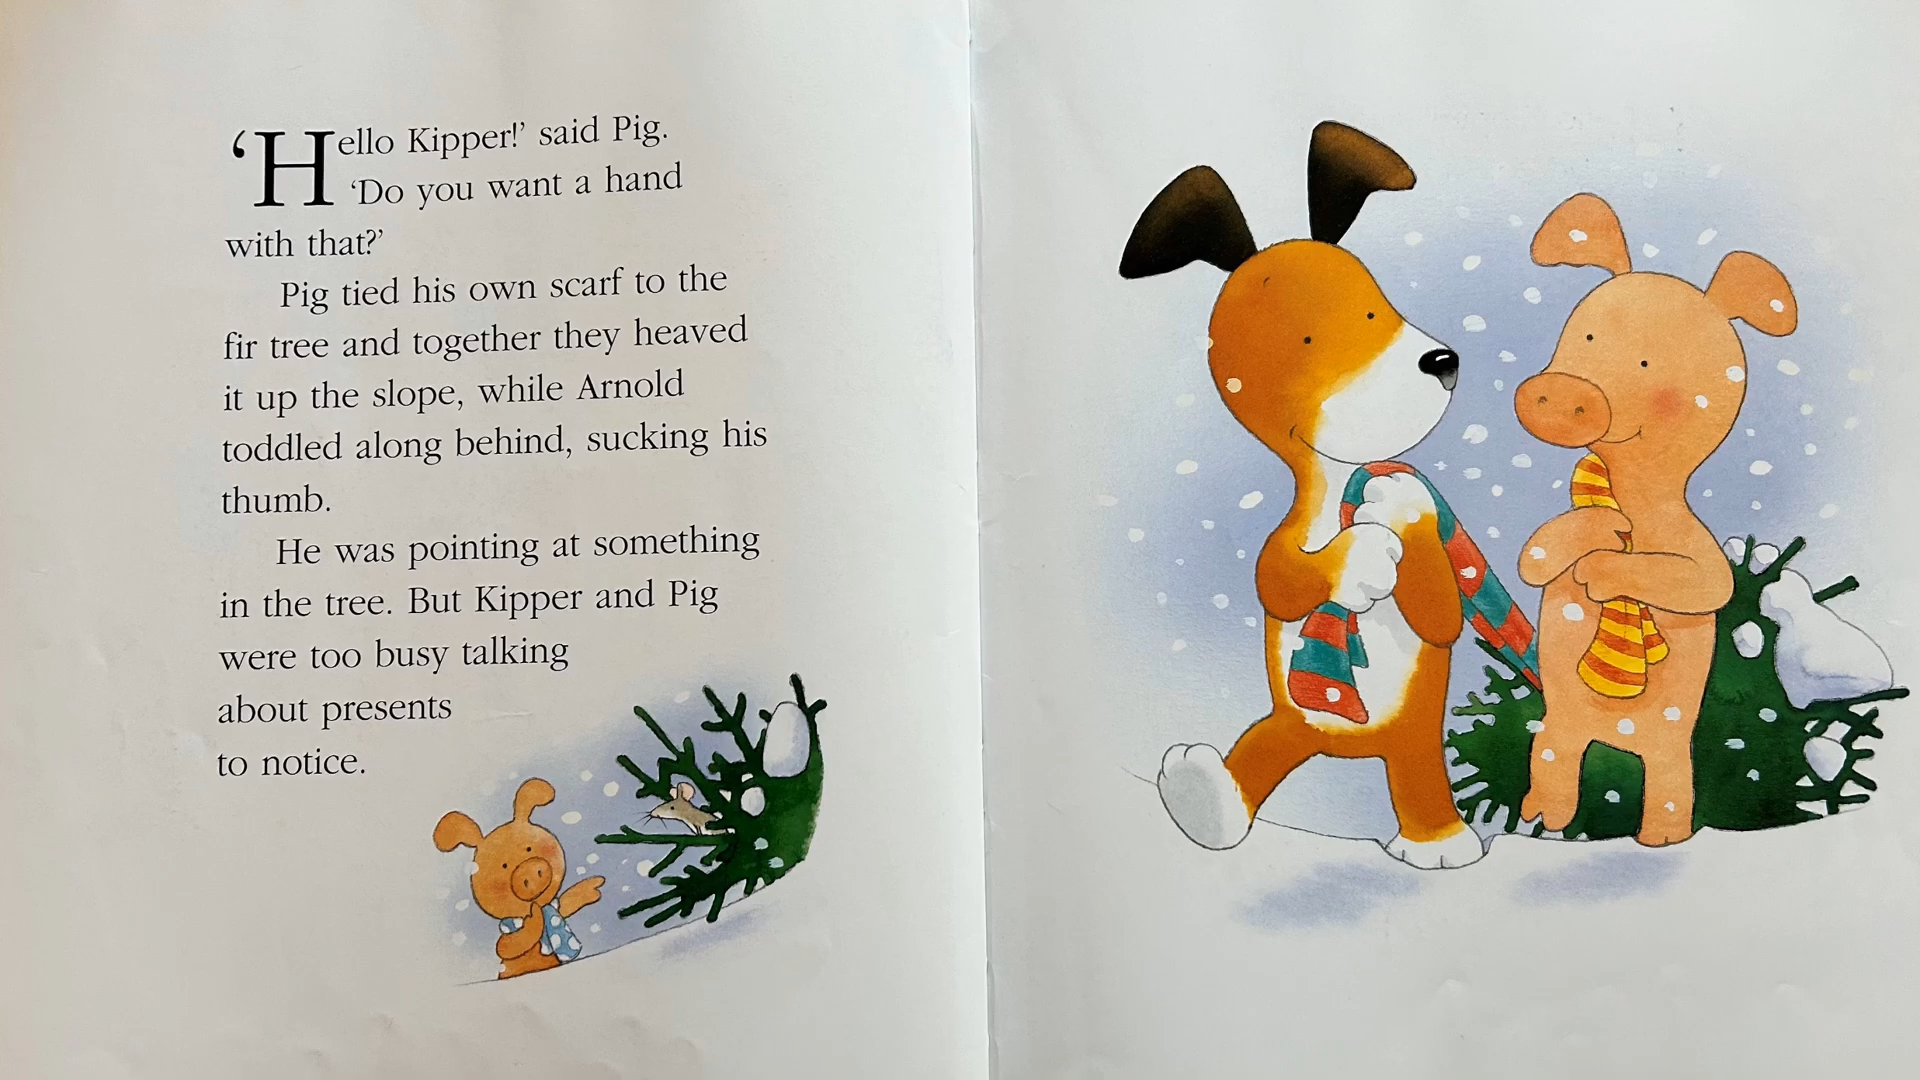 ‘Hello Kipper!’ said Pig.
‘Do you want a hand
with that?’
Pig tied his own scarf to the
fir tree and together they heaved
it up the slope, while Arnold
toddled along behind, sucking his
thumb.
He was pointing at something
in the tree. But Kipper and Pig
were too busy talking
about presents
to notice.